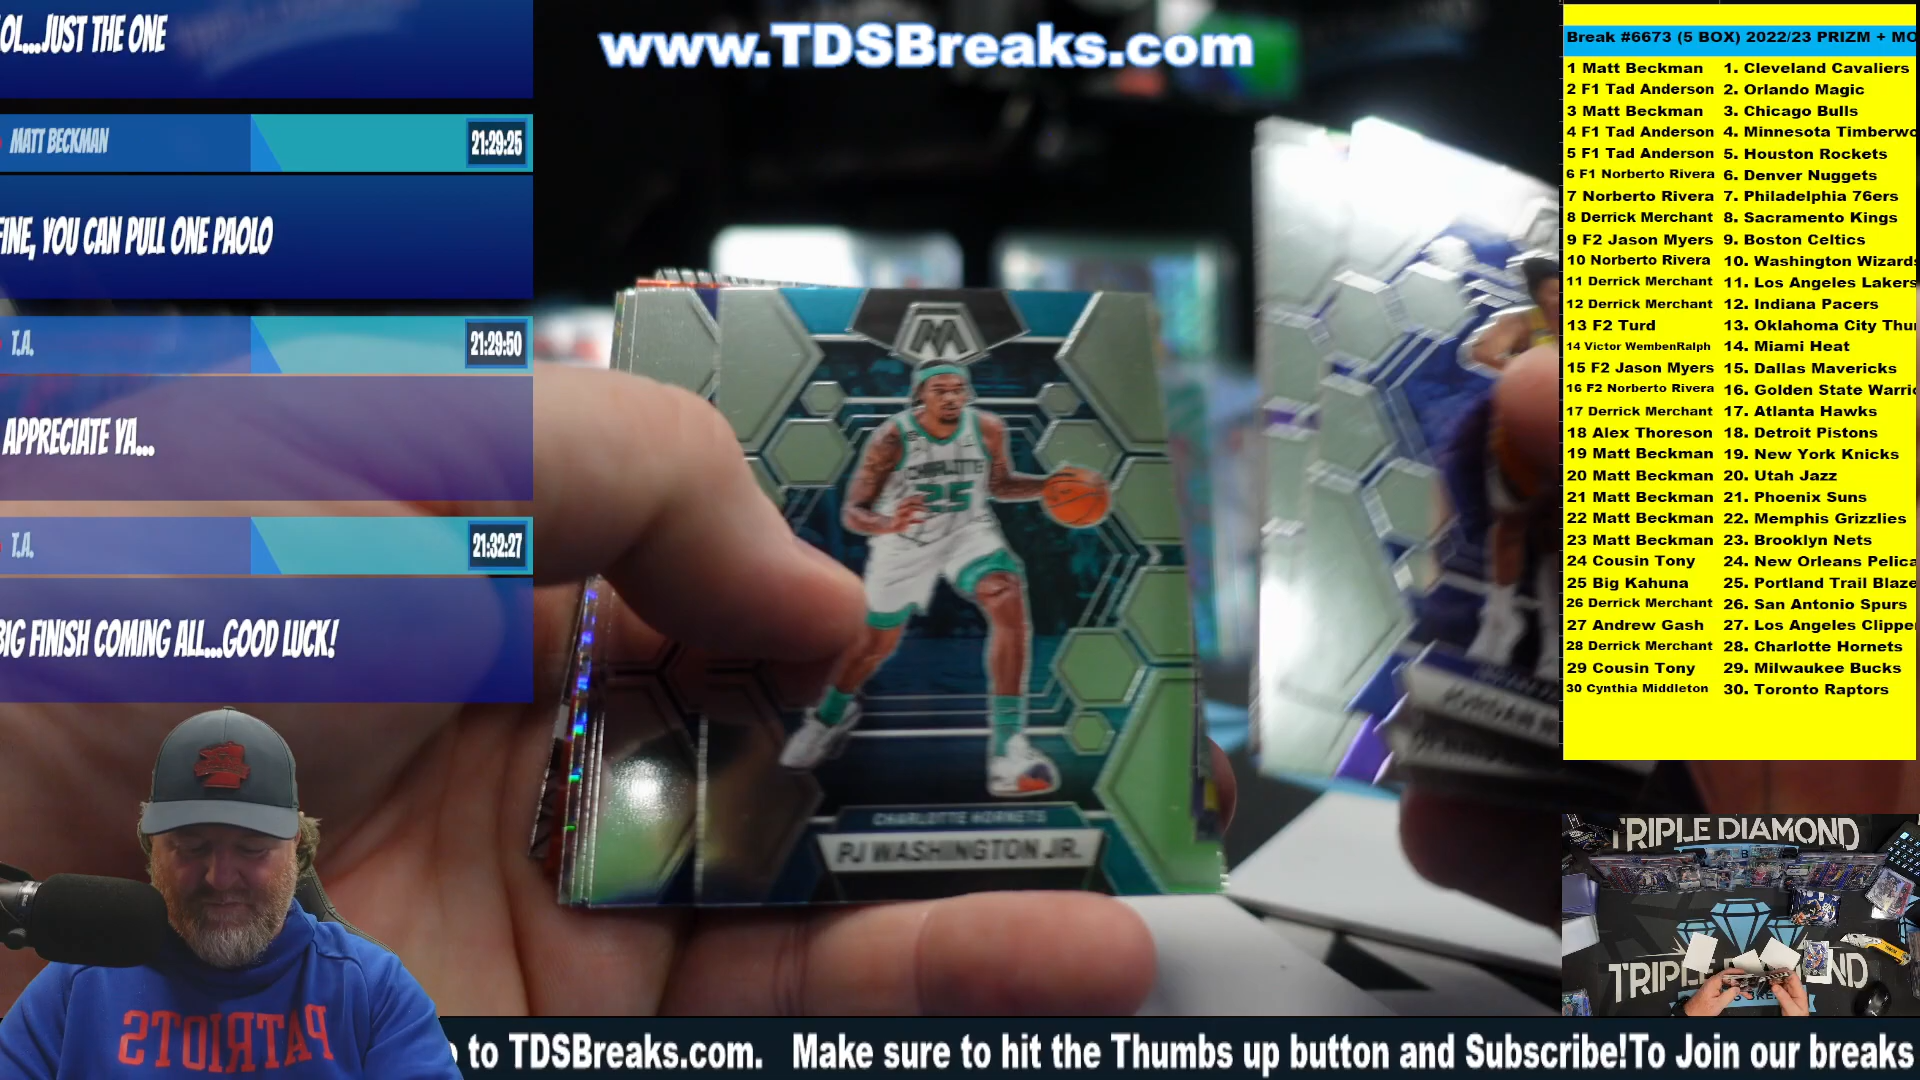 OL...JUST THE ONE
MATT BECKMAN
21:29:25
FINE, YOU CAN PULL ONE PAOLO
T.A.
21:29:50
APPRECIATE YA...
T.A.
21:32:27
BIG FINISH COMING ALL...GOOD LUCK!
www.TDSBreaks.com
CHARLOTTE
25
CHARLOTTE HORNETS
PJ WASHINGTON JR.
PATRIOTS
Break #6673 (5 BOX) 2022/23 PRIZM + MO
1 Matt Beckman 1. Cleveland Cavaliers
2 F1 Tad Anderson 2. Orlando Magic
3 Matt Beckman 3. Chicago Bulls
4 F1 Tad Anderson 4. Minnesota Timberwo
5 F1 Tad Anderson 5. Houston Rockets
6 F1 Norberto Rivera 6. Denver Nuggets
7 Norberto Rivera 7. Philadelphia 76ers
8 Derrick Merchant 8. Sacramento Kings
9 F2 Jason Myers 9. Boston Celtics
10 Norberto Rivera 10. Washington Wizards
11 Derrick Merchant 11. Los Angeles Lakers
12 Derrick Merchant 12. Indiana Pacers
13 F2 Turd 13. Oklahoma City Thu
14 Victor WembenRalph 14. Miami Heat
15 F2 Jason Myers 15. Dallas Mavericks
16 F2 Norberto Rivera 16. Golden State Warric
17 Derrick Merchant 17. Atlanta Hawks
18 Alex Thoreson 18. Detroit Pistons
19 Matt Beckman 19. New York Knicks
20 Matt Beckman 20. Utah Jazz
21 Matt Beckman 21. Phoenix Suns
22 Matt Beckman 22. Memphis Grizzlies
23 Matt Beckman 23. Brooklyn Nets
24 Cousin Tony 24. New Orleans Pelica
25 Big Kahuna 25. Portland Trail Blaze
26 Derrick Merchant 26. San Antonio Spurs
27 Andrew Gash 27. Los Angeles Clipper
28 Derrick Merchant 28. Charlotte Hornets
29 Cousin Tony 29. Milwaukee Bucks
30 Cynthia Middleton 30. Toronto Raptors
TRIPLE DIAMOND
TRIPLE DIAMOND
to TDSBreaks.com. Make sure to hit the Thumbs up button and Subscribe!To Join our breaks